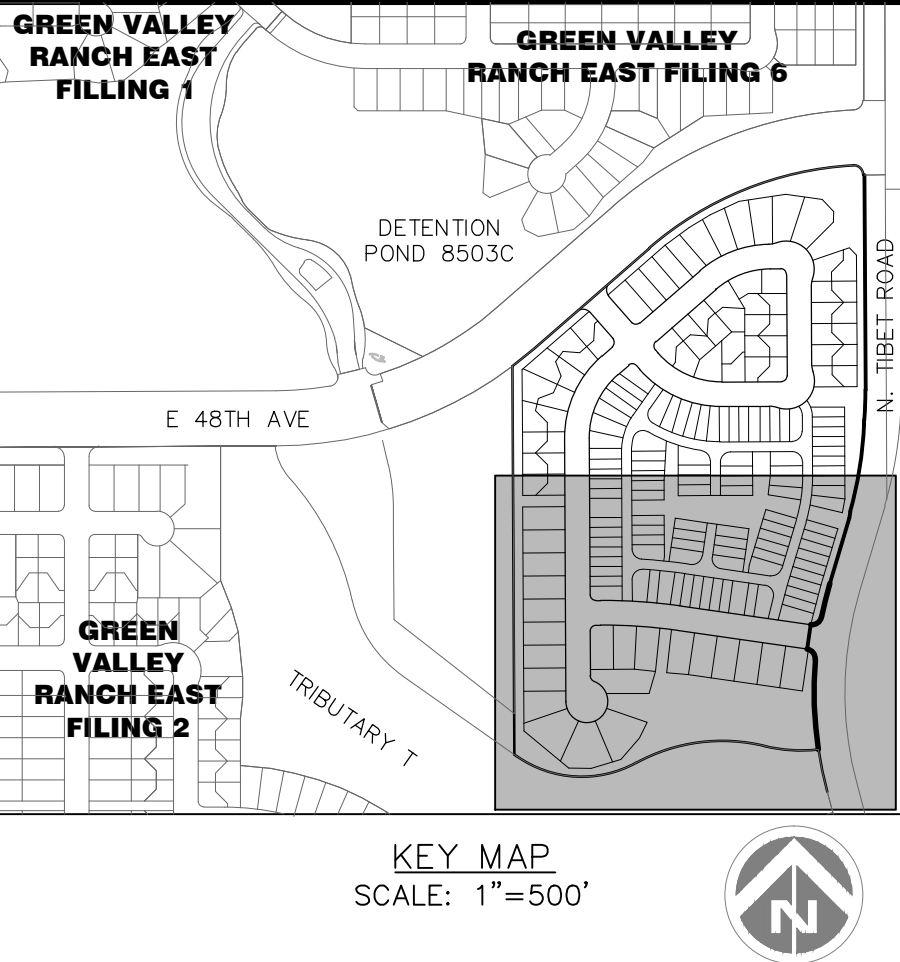 GREEN VALLEY
RANCH EAST
FILLING 1
GREEN VALLEY
RANCH EAST FILING 6
DETENTION
POND 8503C
N. TIBET ROAD
E 48TH AVE
GREEN
VALLEY
RANCH EAST
FILING 2
TRIBUTARY T
KEY MAP
SCALE: 1”=500’
N